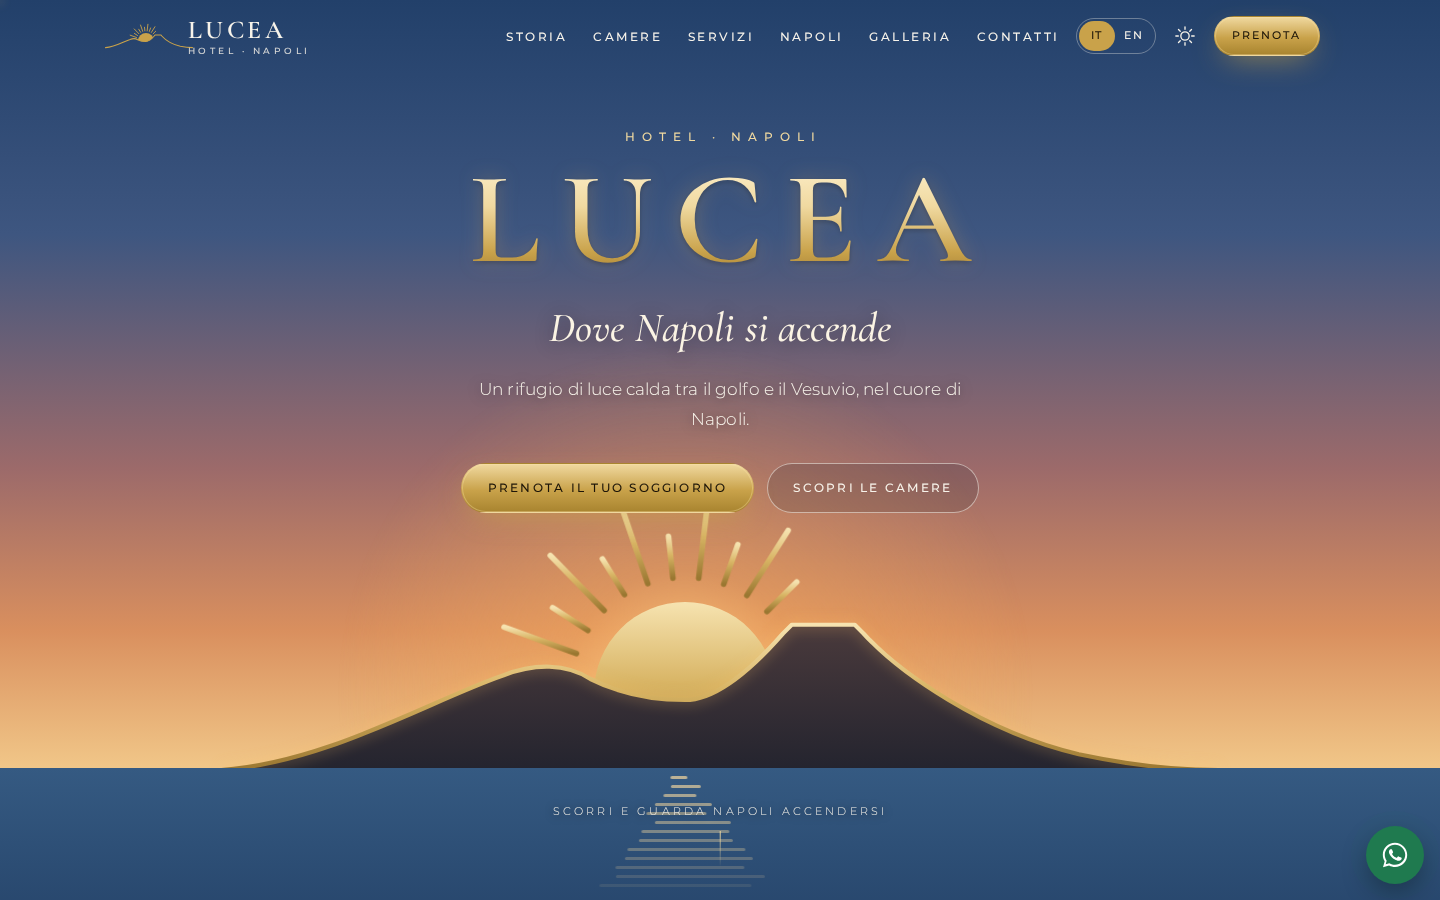 LUCEA
HOTEL · NAPOLI
STORIA CAMERE SERVIZI NAPOLI GALLERIA CONTATTI IT EN PRENOTA
HOTEL · NAPOLI
LUCEA
Dove Napoli si accende
Un rifugio di luce calda tra il golfo e il Vesuvio, nel cuore di
Napoli.
PRENOTA IL TUO SOGGIORNO SCOPRI LE CAMERE
SCORRI E GUARDA NAPOLI ACCENDERSI